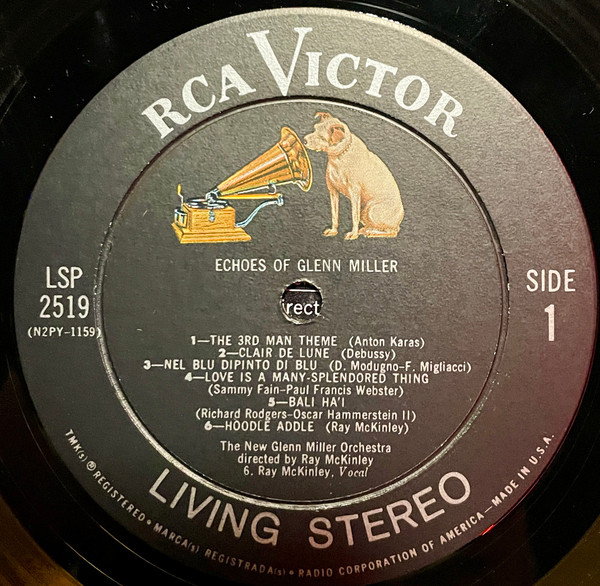 RCA VICTOR
ECHOES OF GLENN MILLER
LSP
2519
(N2PY-1159)
SIDE
1
rect
1—THE 3RD MAN THEME (Anton Karas)
2—CLAIR DE LUNE (Debussy)
3—NEL BLU DIPINTO DI BLU (D. Modugno-F. Migliacci)
4—LOVE IS A MANY-SPLENDORED THING
(Sammy Fain-Paul Francis Webster)
5—BALI HA'I
(Richard Rodgers-Oscar Hammerstein II)
6—HOODLE ADDLE (Ray McKinley)
The New Glenn Miller Orchestra
directed by Ray McKinley
6. Ray McKinley, Vocal
LIVING STEREO
TMK(s) ® REGISTERED • MARCA(s) REGISTRADA(s) • RADIO CORPORATION OF AMERICA—MADE IN U.S.A.